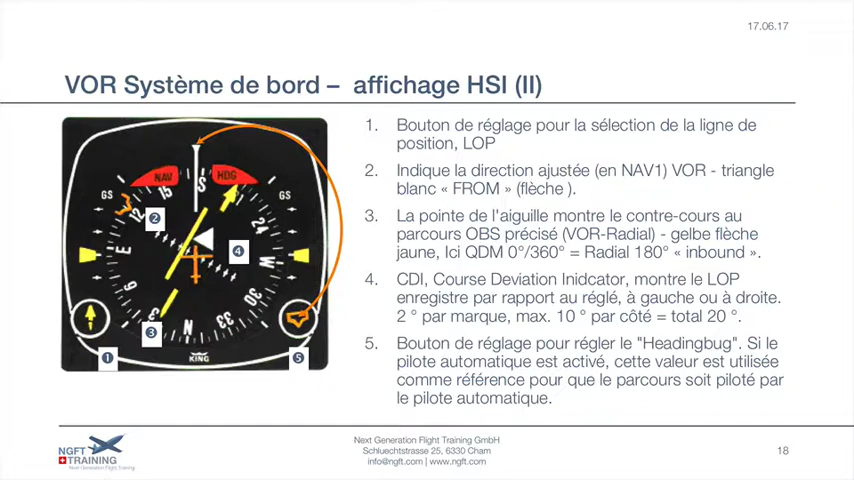 17.06.17
VOR Système de bord – affichage HSI (II)
NAV
HDG
GS
GS
S
15
12
E
6
3
N
33
30
W
24
KING
1
2
3
4
5
1. Bouton de réglage pour la sélection de la ligne de
position, LOP
2. Indique la direction ajustée (en NAV1) VOR - triangle
blanc « FROM » (flèche ).
3. La pointe de l'aiguille montre le contre-cours au
parcours OBS précisé (VOR-Radial) - gelbe flèche
jaune, Ici QDM 0°/360° = Radial 180° « inbound ».
4. CDI, Course Deviation Inidcator, montre le LOP
enregistre par rapport au réglé, à gauche ou à droite.
2 ° par marque, max. 10 ° par côté = total 20 °.
5. Bouton de réglage pour régler le "Headingbug". Si le
pilote automatique est activé, cette valeur est utilisée
comme référence pour que le parcours soit piloté par
le pilote automatique.
NGFT
TRAINING
Next Generation Flight Training
Next Generation Flight Training GmbH
Schluechtstrasse 25, 6330 Cham
info@ngft.com | www.ngft.com
18